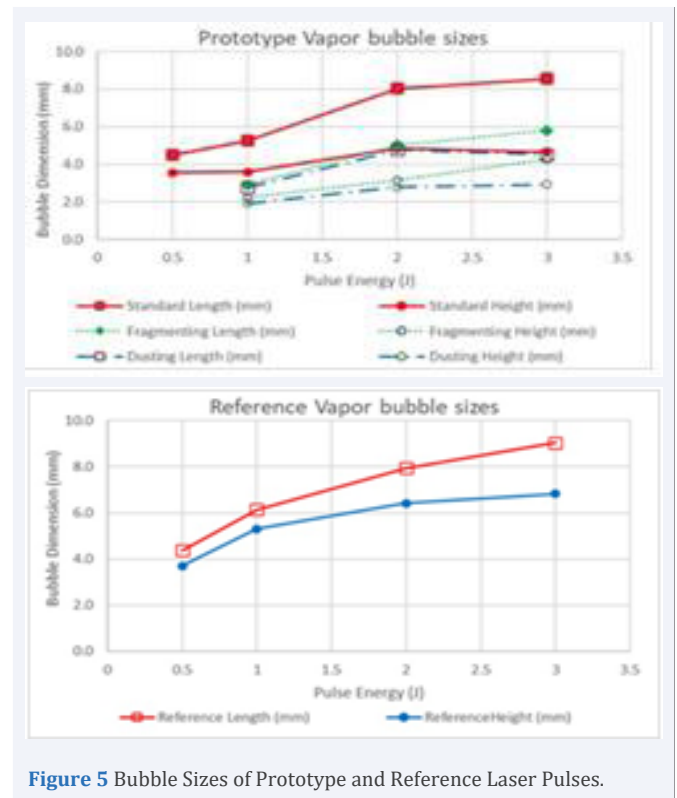 Prototype Vapor bubble sizes
Bubble Dimension (mm)
10.0
8.0
6.0
4.0
2.0
0.0
0 0.5 1 1.5 2 2.5 3 3.5
Pulse Energy (J)
Standard Length (mm) Standard Height (mm)
Fragmenting Length (mm) Fragmenting Height (mm)
Dusting Length (mm) Dusting Height (mm)
Reference Vapor bubble sizes
Bubble Dimension (mm)
10.0
8.0
6.0
4.0
2.0
0.0
0 0.5 1 1.5 2 2.5 3 3.5
Pulse Energy (J)
Reference Length (mm) ReferenceHeight (mm)
Figure 5 Bubble Sizes of Prototype and Reference Laser Pulses.